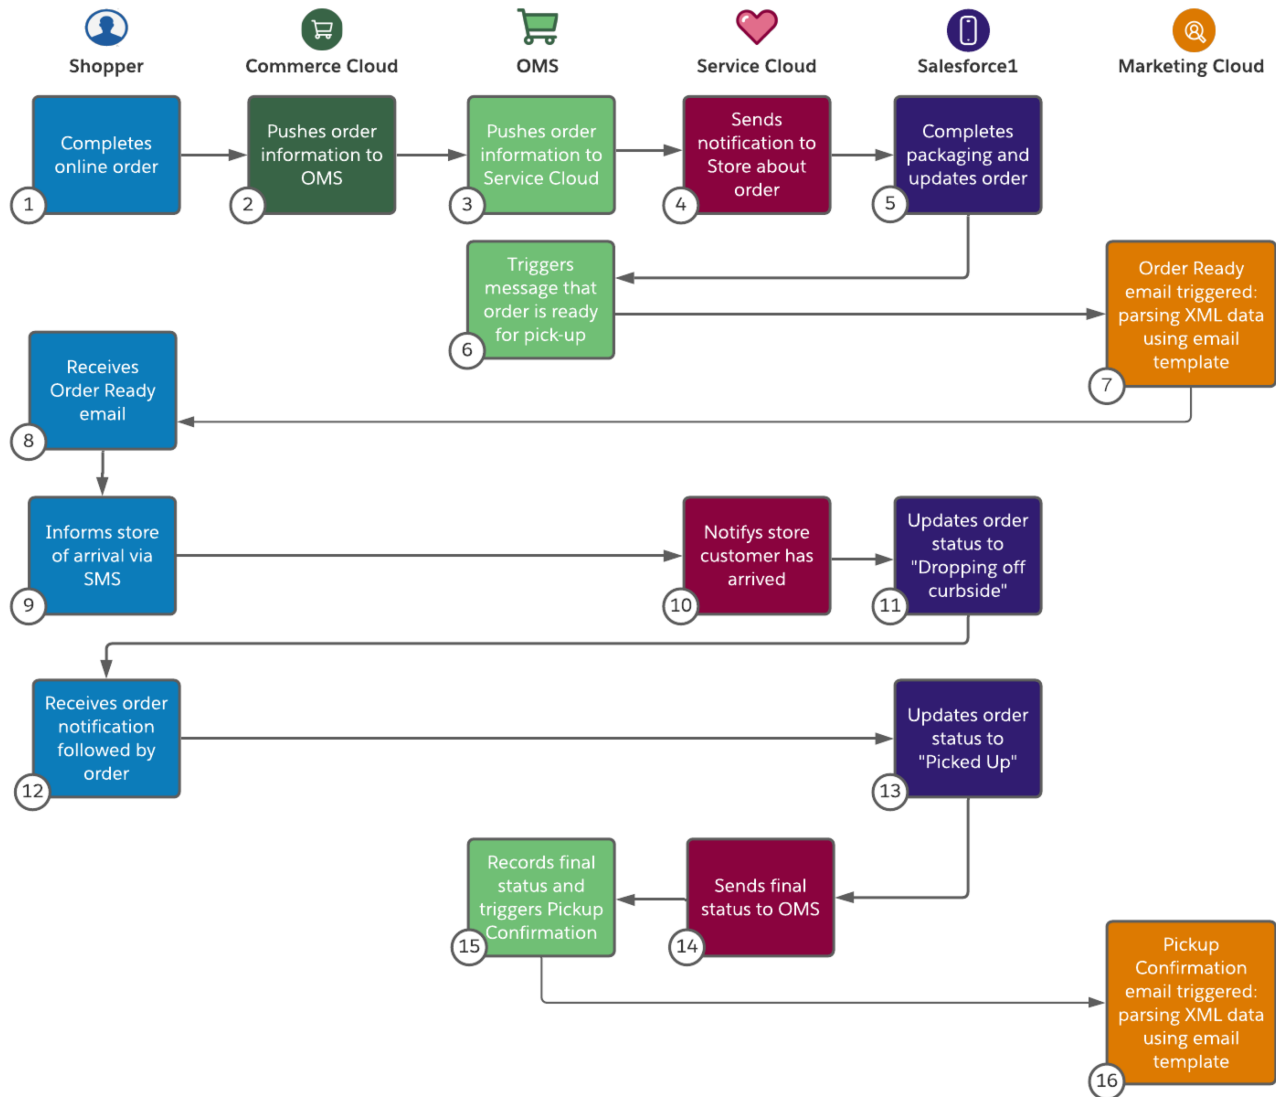 Shopper
Commerce Cloud
OMS
Service Cloud
Salesforce1
Marketing Cloud
Completes
online order
1
Pushes order
information to
OMS
2
Pushes order
information to
Service Cloud
3
Sends
notification to
Store about
order
4
Completes
packaging and
updates order
5
Triggers
message that
order is ready
for pick-up
6
Order Ready
email triggered:
parsing XML data
using email
template
7
Receives
Order Ready
email
8
Informs store
of arrival via
SMS
9
Notifys store
customer has
arrived
10
Updates order
status to
"Dropping off
curbside"
11
Receives order
notification
followed by
order
12
Updates order
status to
"Picked Up"
13
Sends final
status to OMS
14
Records final
status and
triggers Pickup
Confirmation
15
Pickup
Confirmation
email triggered:
parsing XML data
using email
template
16